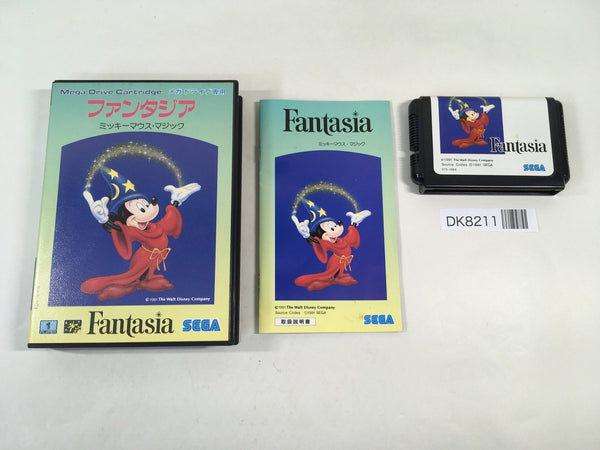 Mega Drive Cartridge メガドライブ専用
ファンタジア
ミッキーマウス・マジック
©1991 The Walt Disney Company
1
Fantasia
SEGA
Fantasia
ミッキーマウス・マジック
©1991 The Walt Disney Company
Source Codes ©1991 SEGA
取扱説明書
SEGA
Fantasia
©1991 The Walt Disney Company
Source Codes ©1991 SEGA
SEGA
DK8211